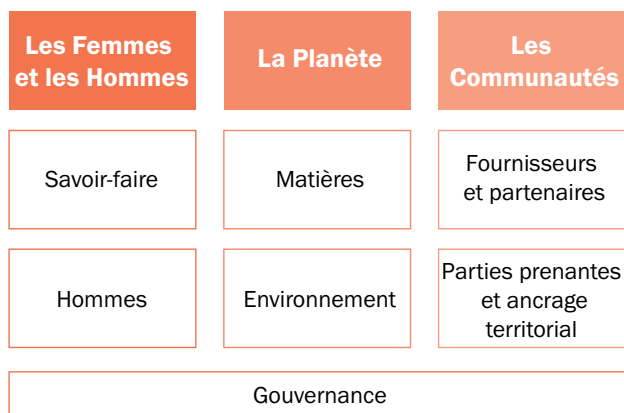 Les Femmes
et les Hommes
La Planète
Les
Communautés
Savoir-faire
Matières
Fournisseurs
et partenaires
Hommes
Environnement
Parties prenantes
et ancrage
territorial
Gouvernance